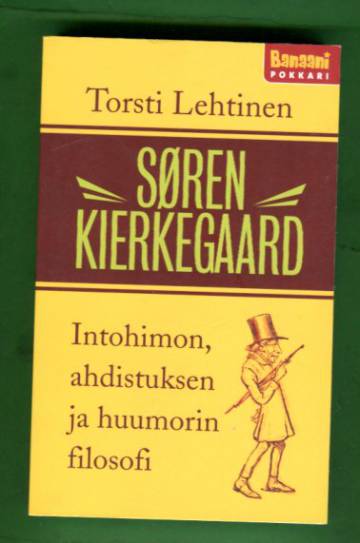 Banaani
POKKARI
Torsti Lehtinen
SØREN
KIERKEGAARD
Intohimon,
ahdistuksen
ja huumorin
filosofi